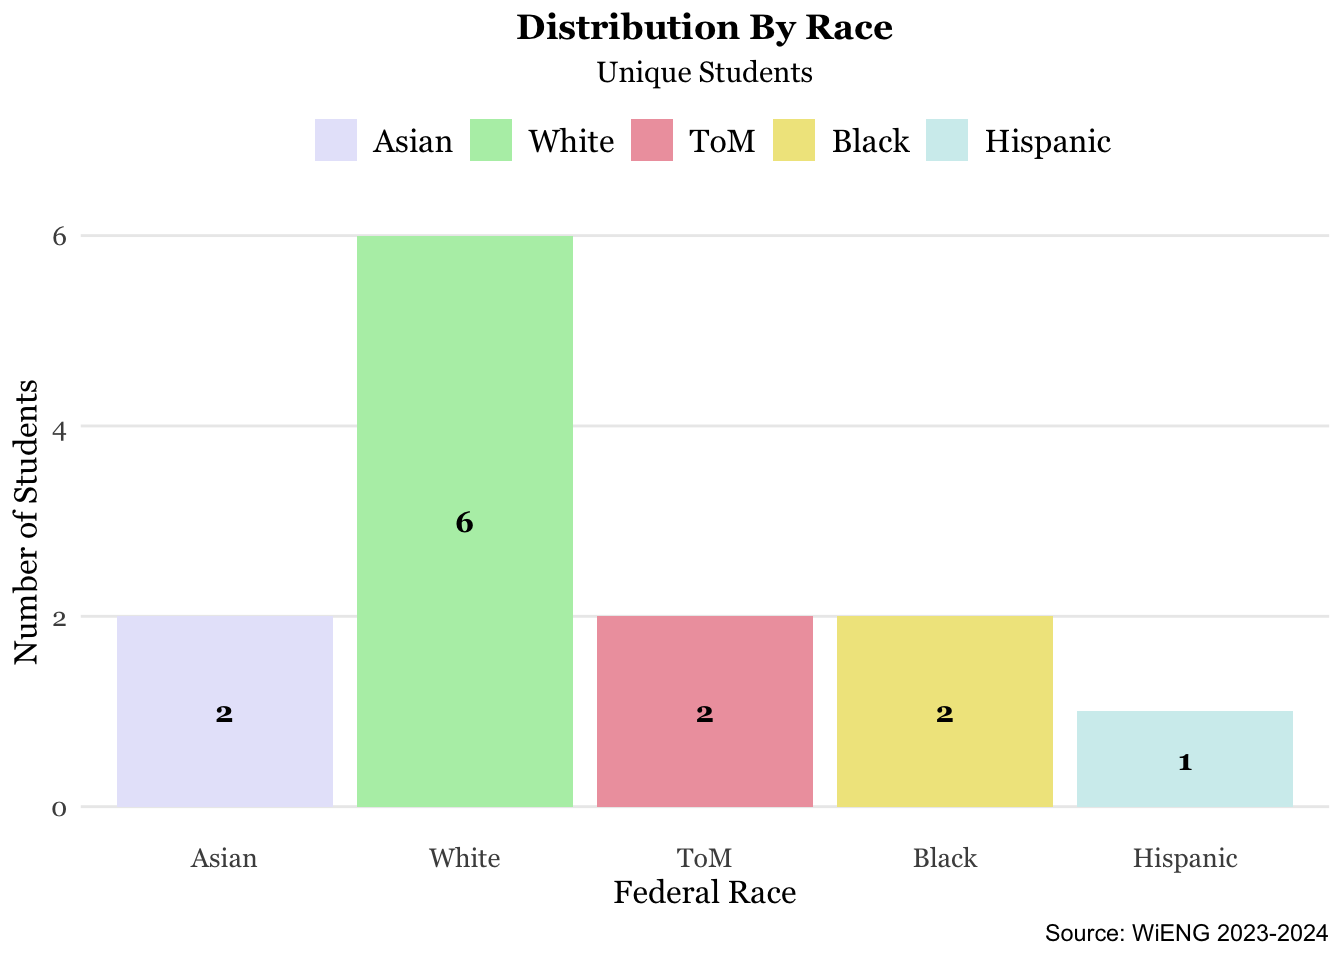 Distribution By Race
Unique Students
Asian White ToM Black Hispanic
6
4
2
0
Number of Students
6
2
2
2
1
Asian White ToM Black Hispanic
Federal Race
Source: WiENG 2023-2024